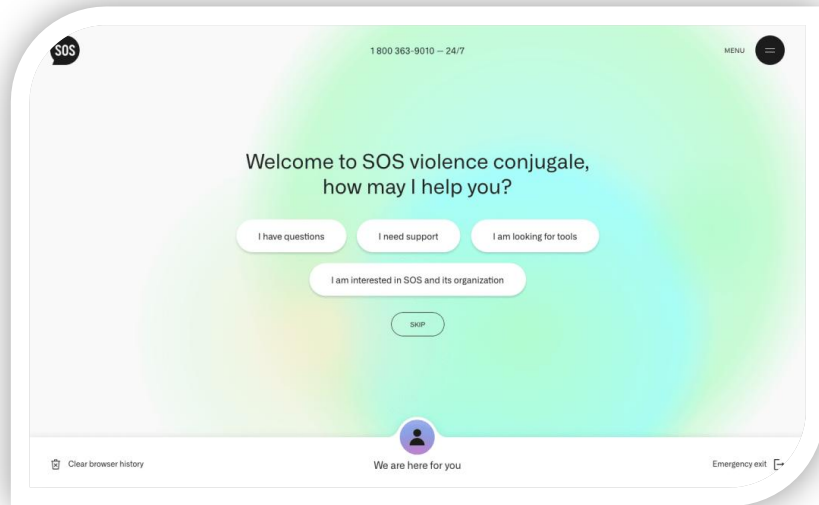 SOS
1 800 363-9010 — 24/7
MENU
Welcome to SOS violence conjugale,
how may I help you?
I have questions
I need support
I am looking for tools
I am interested in SOS and its organization
SKIP
Clear browser history
We are here for you
Emergency exit